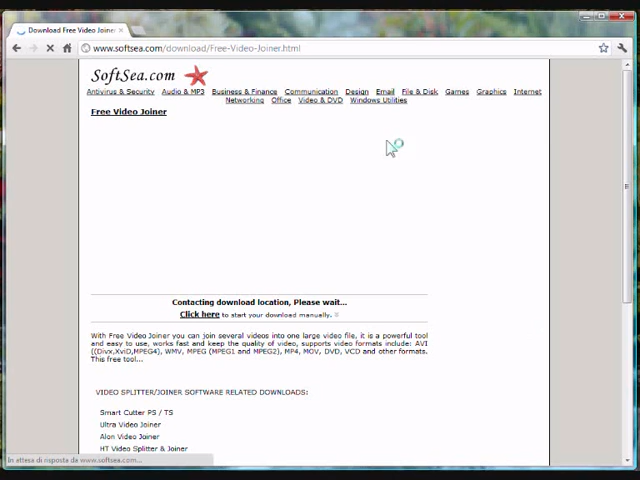 Download Free Video Joiner
www.softsea.com/download/Free-Video-Joiner.html
SoftSea.com
Antivirus & Security Audio & MP3 Business & Finance Communication Design Email File & Disk Games Graphics Internet
Networking Office Video & DVD Windows Utilities
Free Video Joiner
Contacting download location, Please wait...
Click here to start your download manually.
With Free Video Joiner you can join several videos into one large video file, it is a powerful tool
and easy to use, works fast and keep the quality of video, supports video formats include: AVI
((Divx,XviD,MPEG4), WMV, MPEG (MPEG1 and MPEG2), MP4, MOV, DVD, VCD and other formats.
This free tool...
VIDEO SPLITTER/JOINER SOFTWARE RELATED DOWNLOADS:
Smart Cutter PS / TS
Ultra Video Joiner
Alon Video Joiner
HT Video Splitter & Joiner
In attesa di risposta da www.softsea.com...